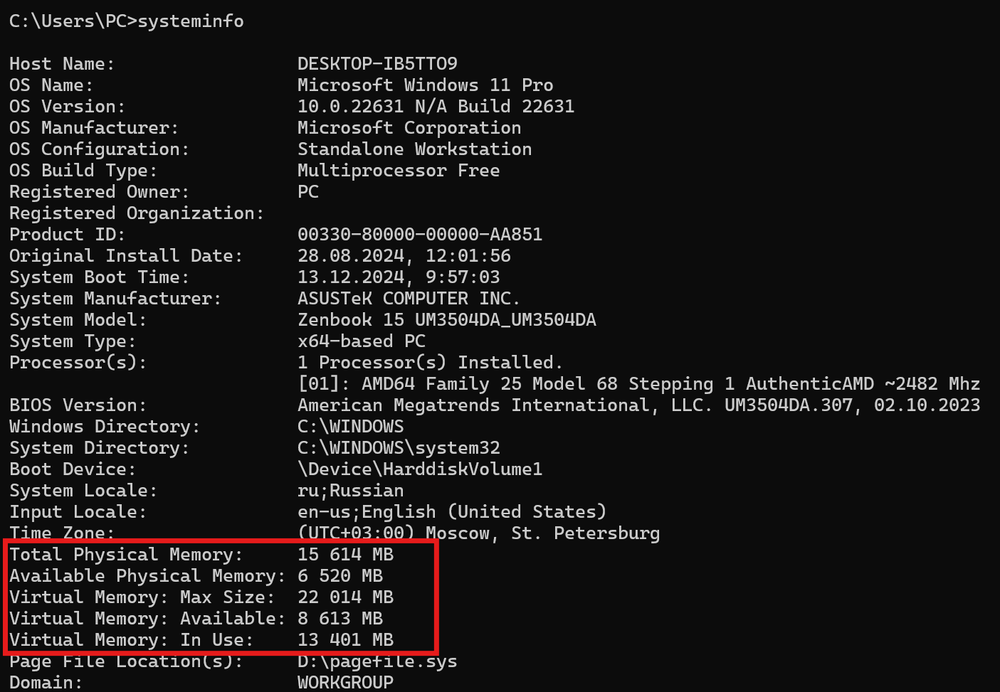 C:\Users\PC>systeminfo
Host Name: DESKTOP-IB5TTO9
OS Name: Microsoft Windows 11 Pro
OS Version: 10.0.22631 N/A Build 22631
OS Manufacturer: Microsoft Corporation
OS Configuration: Standalone Workstation
OS Build Type: Multiprocessor Free
Registered Owner: PC
Registered Organization:
Product ID: 00330-80000-00000-AA851
Original Install Date: 28.08.2024, 12:01:56
System Boot Time: 13.12.2024, 9:57:03
System Manufacturer: ASUSTeK COMPUTER INC.
System Model: Zenbook 15 UM3504DA_UM3504DA
System Type: x64-based PC
Processor(s): 1 Processor(s) Installed.
[01]: AMD64 Family 25 Model 68 Stepping 1 AuthenticAMD ~2482 Mhz
BIOS Version: American Megatrends International, LLC. UM3504DA.307, 02.10.2023
Windows Directory: C:\WINDOWS
System Directory: C:\WINDOWS\system32
Boot Device: \Device\HarddiskVolume1
System Locale: ru;Russian
Input Locale: en-us;English (United States)
Time Zone: (UTC+03:00) Moscow, St. Petersburg
Total Physical Memory: 15 614 MB
Available Physical Memory: 6 520 MB
Virtual Memory: Max Size: 22 014 MB
Virtual Memory: Available: 8 613 MB
Virtual Memory: In Use: 13 401 MB
Page File Location(s): D:\pagefile.sys
Domain: WORKGROUP